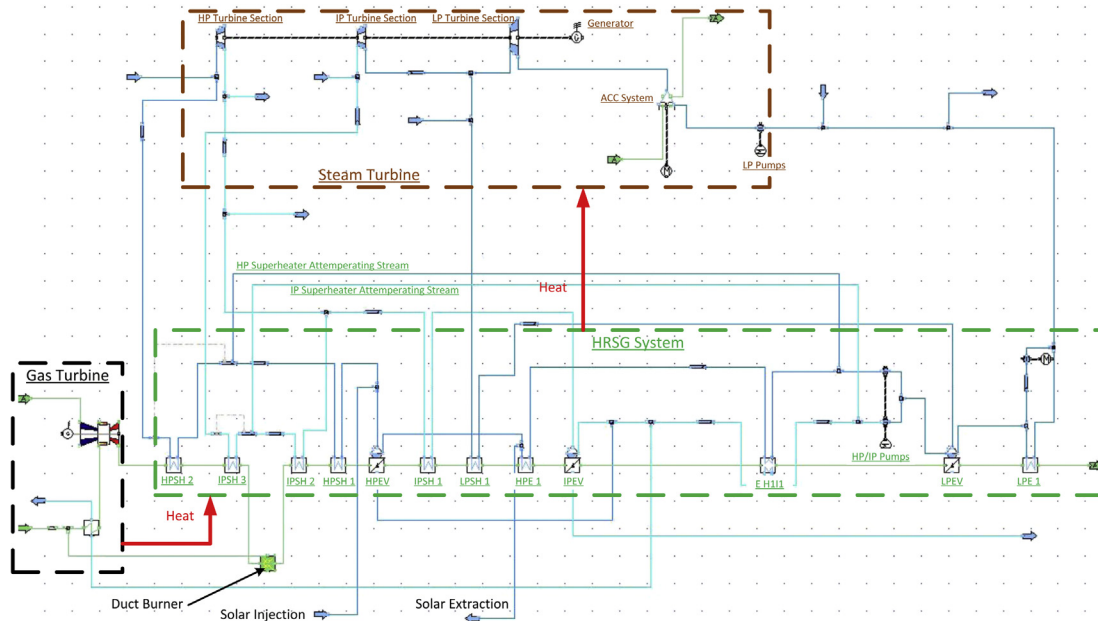 HP Turbine Section
IP Turbine Section
LP Turbine Section
Generator
G
ACC System
M
LP Pumps
Steam Turbine
HP Superheater Attemperating Stream
IP Superheater Attemperating Stream
Heat
HRSG System
Gas Turbine
M
G
HP/IP Pumps
HPSH 2
IPSH 3
IPSH 2
HPSH 1
HPEV
IPSH 1
LPSH 1
HPE 1
IPEV
E H1I1
LPEV
LPE 1
Heat
Duct Burner
Solar Injection
Solar Extraction